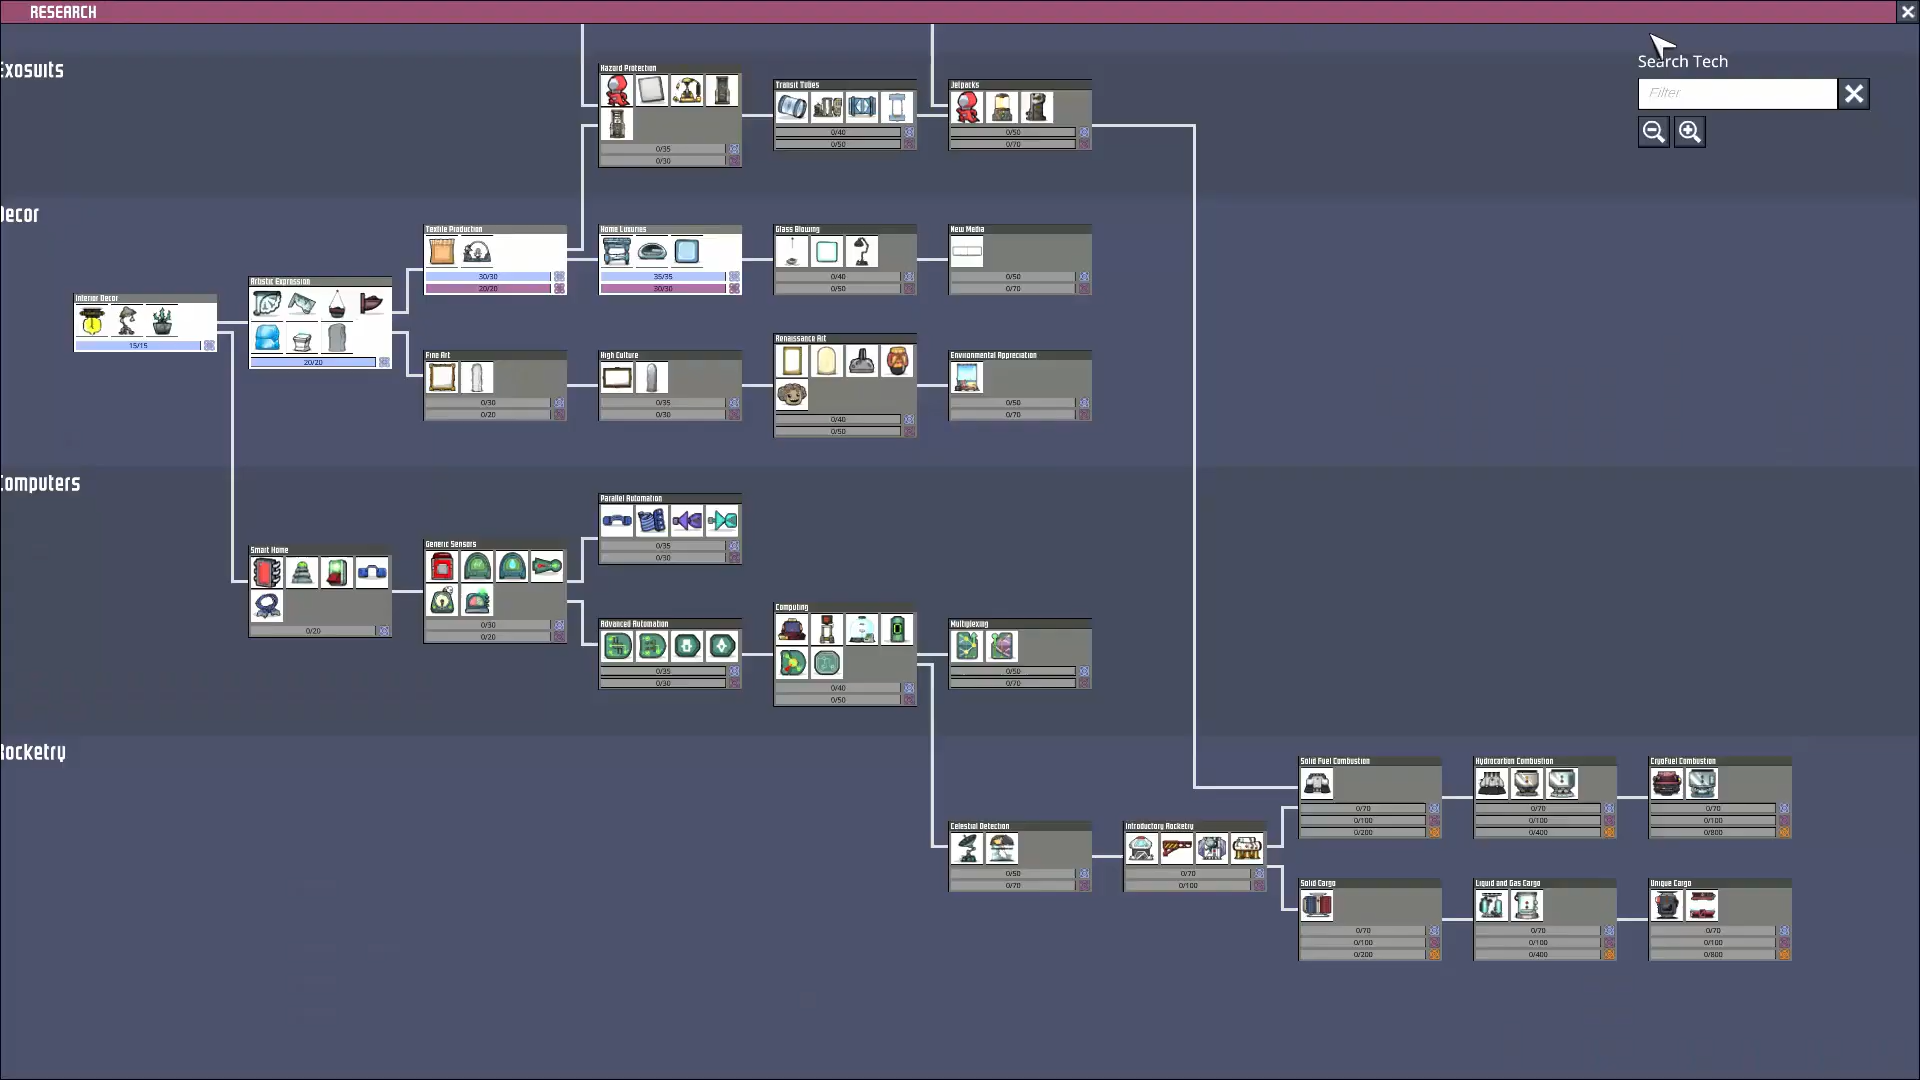 RESEARCH
Search Tech
Filter
Exosuits
Hazard Protection
0/35
0/30
Transit Tubes
0/40
0/50
Jetpacks
0/50
0/70
Decor
Interior Decor
15/15
Artistic Expression
20/20
Textile Production
30/30
20/20
Home Luxuries
35/35
30/30
Glass Blowing
0/40
0/50
New Media
0/50
0/70
Fine Art
0/30
0/20
High Culture
0/35
0/30
Renaissance Art
0/40
0/50
Environmental Appreciation
0/50
0/70
Computers
Smart Home
0/20
Generic Sensors
0/30
0/20
Parallel Automation
0/35
0/30
Advanced Automation
0/35
0/30
Computing
0/40
0/50
Multiplexing
0/50
0/70
Rocketry
Celestial Detection
0/50
0/70
Introductory Rocketry
0/70
0/100
Solid Fuel Combustion
0/70
0/100
0/200
Hydrocarbon Combustion
0/70
0/100
0/400
CryoFuel Combustion
0/70
0/100
0/800
Solid Cargo
0/70
0/100
0/200
Liquid and Gas Cargo
0/70
0/100
0/400
Unique Cargo
0/70
0/100
0/800